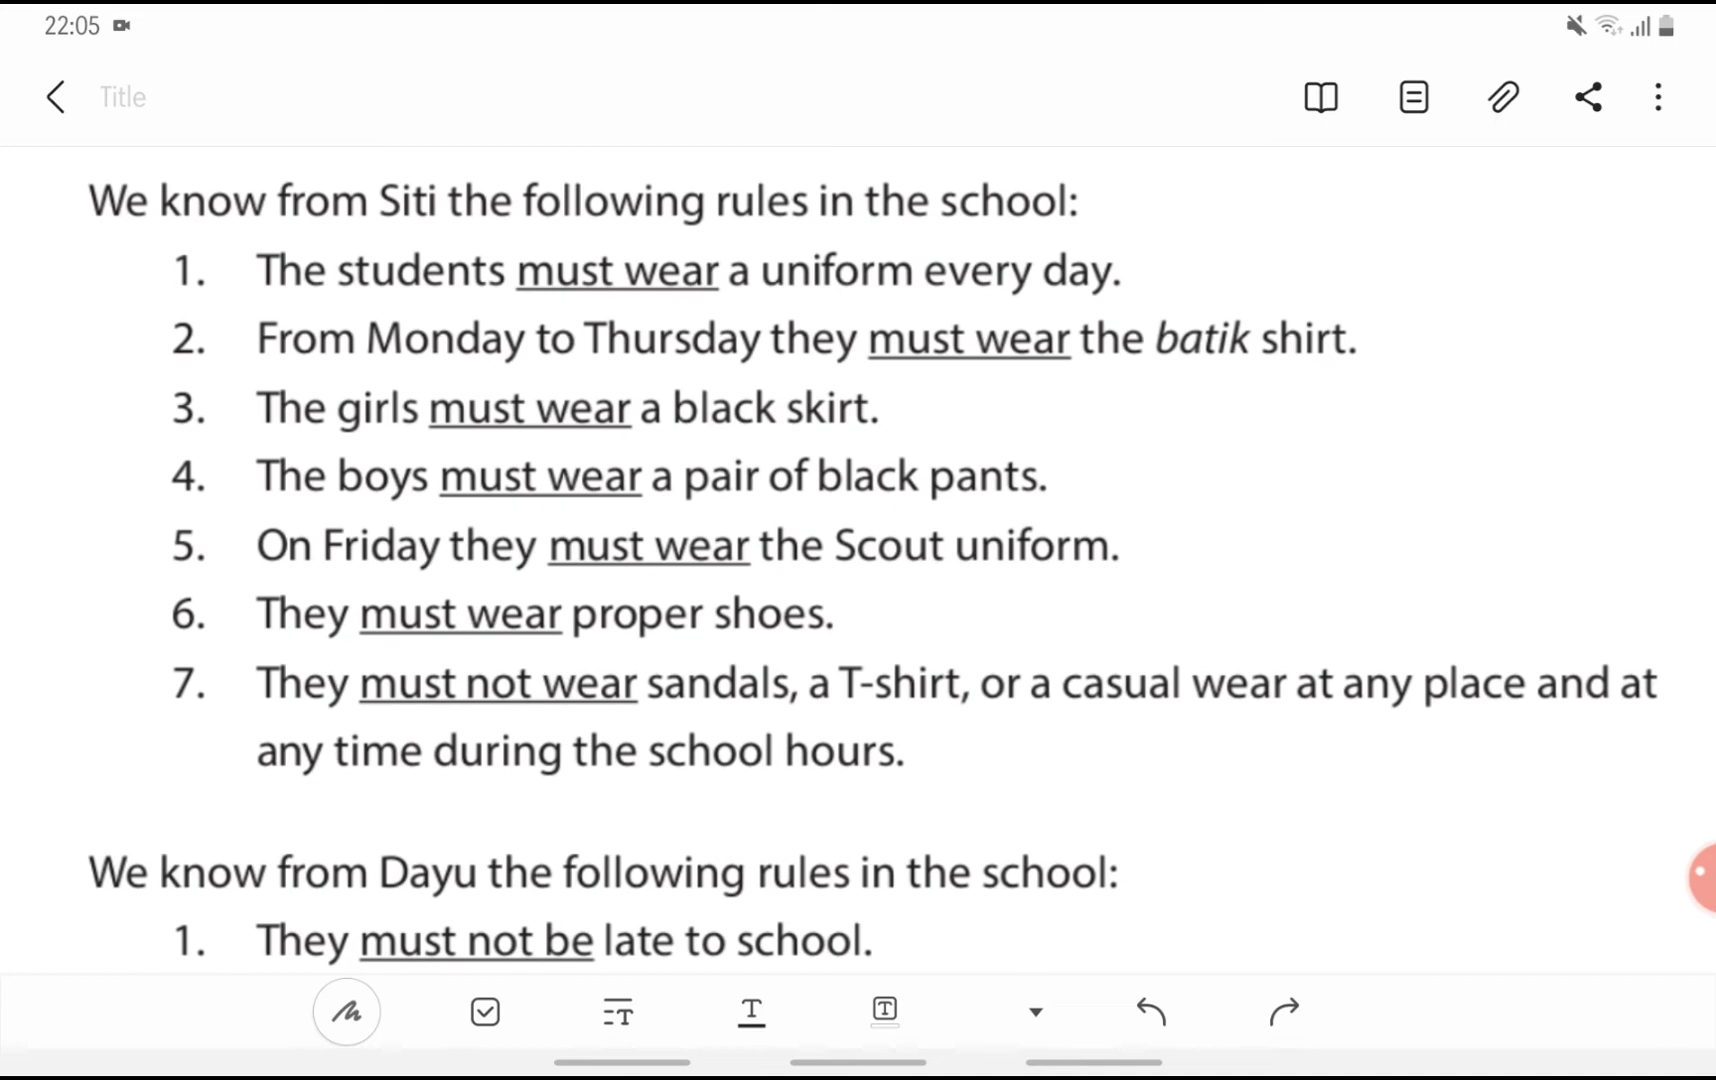 22:05
Title
We know from Siti the following rules in the school:
1. The students must wear a uniform every day.
2. From Monday to Thursday they must wear the batik shirt.
3. The girls must wear a black skirt.
4. The boys must wear a pair of black pants.
5. On Friday they must wear the Scout uniform.
6. They must wear proper shoes.
7. They must not wear sandals, a T-shirt, or a casual wear at any place and at
any time during the school hours.
We know from Dayu the following rules in the school:
1. They must not be late to school.